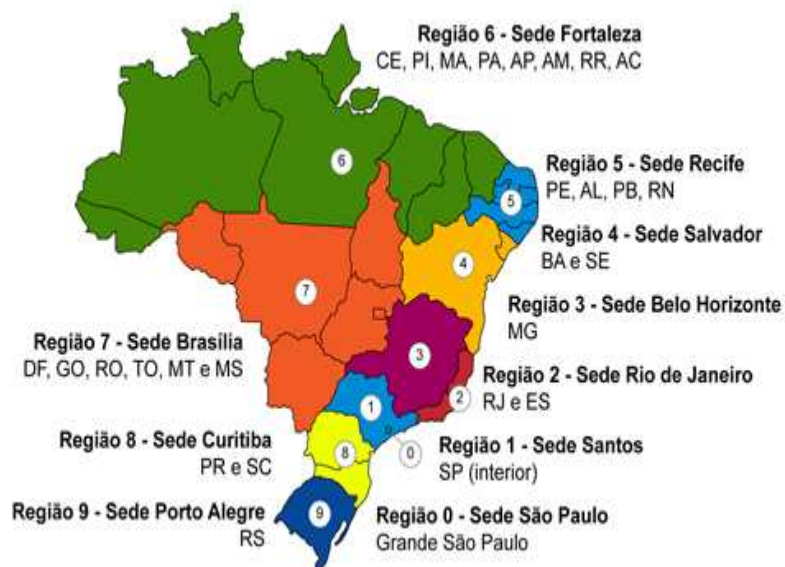 Região 6 - Sede Fortaleza
CE, PI, MA, PA, AP, AM, RR, AC
6
Região 5 - Sede Recife
PE, AL, PB, RN
5
Região 4 - Sede Salvador
BA e SE
4
7
Região 3 - Sede Belo Horizonte
MG
Região 7 - Sede Brasília
DF, GO, RO, TO, MT e MS
3
Região 2 - Sede Rio de Janeiro
RJ e ES
2
1
Região 8 - Sede Curitiba
PR e SC
8
0
Região 1 - Sede Santos
SP (interior)
Região 9 - Sede Porto Alegre
RS
9
Região 0 - Sede São Paulo
Grande São Paulo